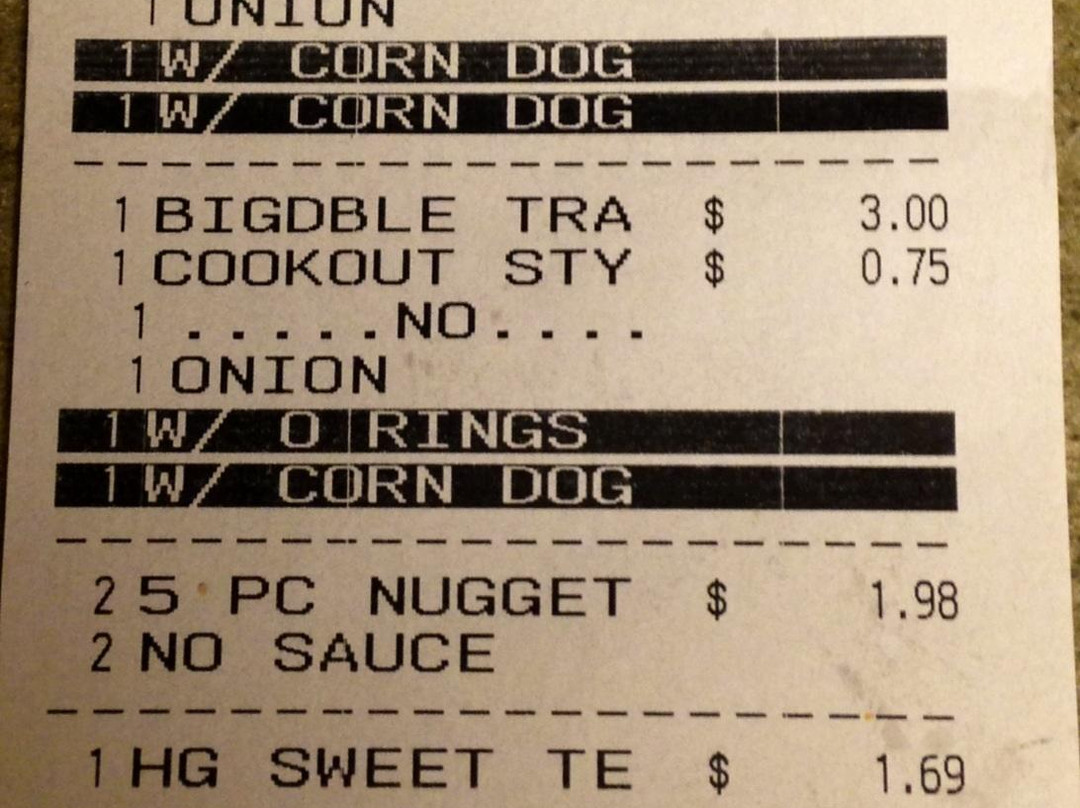 1 ONION
1 W/ CORN DOG
1 W/ CORN DOG
--------------------
1 BIGDBLE TRA $ 3.00
1 COOKOUT STY $ 0.75
1 .....NO....
1 ONION
1 W/ O RINGS
1 W/ CORN DOG
--------------------
2 5 PC NUGGET $ 1.98
2 NO SAUCE
--------------------
1 HG SWEET TE $ 1.69